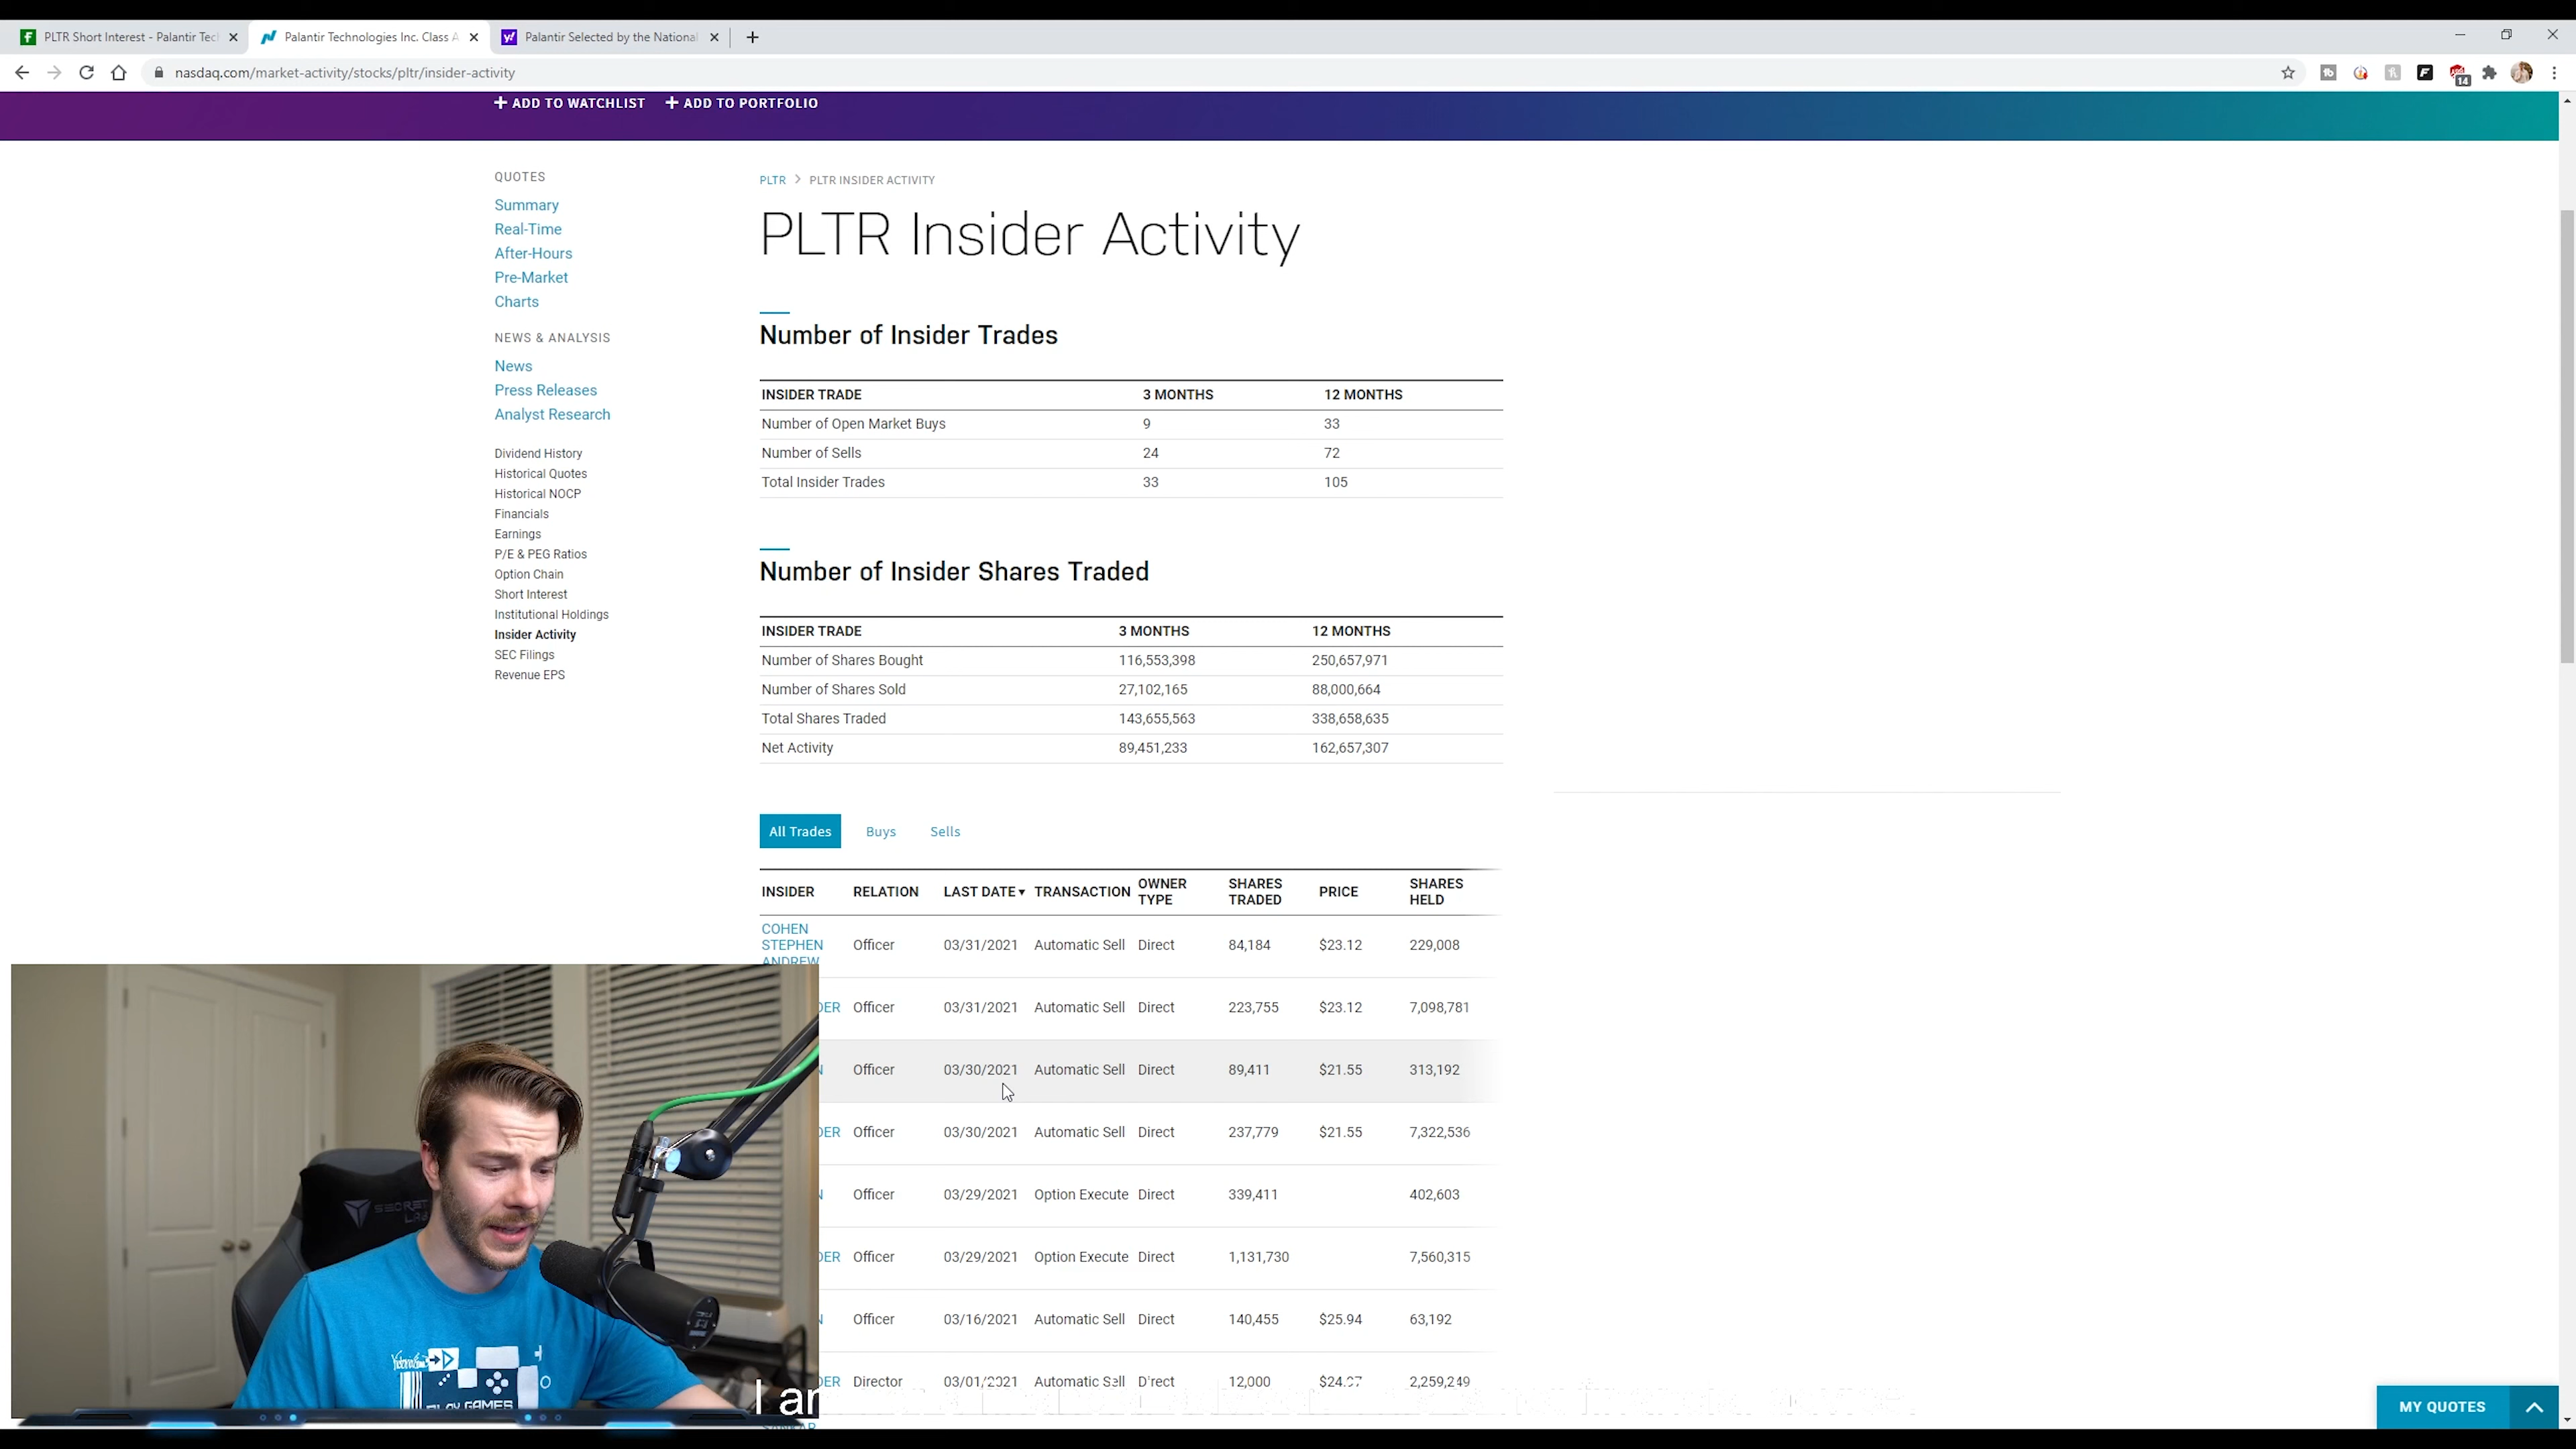 PLTR Short Interest - Palantir Tec
Palantir Technologies Inc. Class A
Palantir Selected by the National
nasdaq.com/market-activity/stocks/pltr/insider-activity
14
+ ADD TO WATCHLIST + ADD TO PORTFOLIO
QUOTES
Summary
Real-Time
After-Hours
Pre-Market
Charts
NEWS & ANALYSIS
News
Press Releases
Analyst Research
Dividend History
Historical Quotes
Historical NOCP
Financials
Earnings
P/E & PEG Ratios
Option Chain
Short Interest
Institutional Holdings
Insider Activity
SEC Filings
Revenue EPS
PLTR > PLTR INSIDER ACTIVITY
PLTR Insider Activity
Number of Insider Trades
INSIDER TRADE 3 MONTHS 12 MONTHS
Number of Open Market Buys 9 33
Number of Sells 24 72
Total Insider Trades 33 105
Number of Insider Shares Traded
INSIDER TRADE 3 MONTHS 12 MONTHS
Number of Shares Bought 116,553,398 250,657,971
Number of Shares Sold 27,102,165 88,000,664
Total Shares Traded 143,655,563 338,658,635
Net Activity 89,451,233 162,657,307
All Trades Buys Sells
INSIDER RELATION LAST DATE▼ TRANSACTION OWNER TYPE SHARES TRADED PRICE SHARES HELD
COHEN STEPHEN ANDREW Officer 03/31/2021 Automatic Sell Direct 84,184 $23.12 229,008
DER Officer 03/31/2021 Automatic Sell Direct 223,755 $23.12 7,098,781
N Officer 03/30/2021 Automatic Sell Direct 89,411 $21.55 313,192
DER Officer 03/30/2021 Automatic Sell Direct 237,779 $21.55 7,322,536
N Officer 03/29/2021 Option Execute Direct 339,411 402,603
DER Officer 03/29/2021 Option Execute Direct 1,131,730 7,560,315
N Officer 03/16/2021 Automatic Sell Direct 140,455 $25.94 63,192
DER Director 03/01/2021 Automatic Sell Direct 12,000 2,259,249
SECRET LAB
PLAY GAMES
I am
MY QUOTES